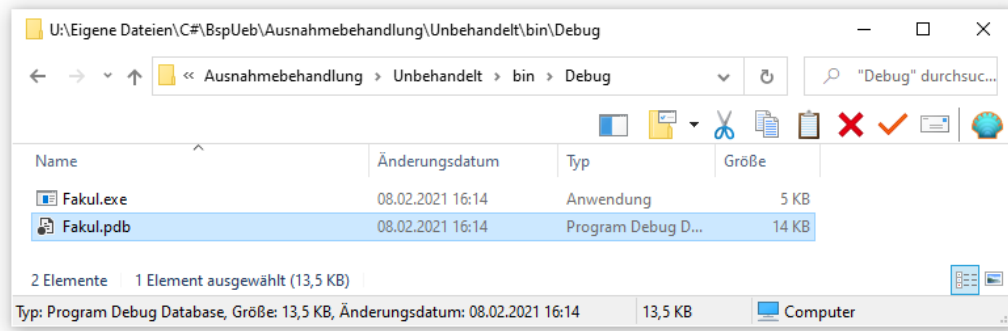 U:\Eigene Dateien\C#\BspUeb\Ausnahmebehandlung\Unbehandelt\bin\Debug
« Ausnahmebehandlung › Unbehandelt › bin › Debug "Debug" durchsuc...
Name Änderungsdatum Typ Größe
Fakul.exe 08.02.2021 16:14 Anwendung 5 KB
Fakul.pdb 08.02.2021 16:14 Program Debug D... 14 KB
2 Elemente 1 Element ausgewählt (13,5 KB)
Typ: Program Debug Database, Größe: 13,5 KB, Änderungsdatum: 08.02.2021 16:14 13,5 KB Computer